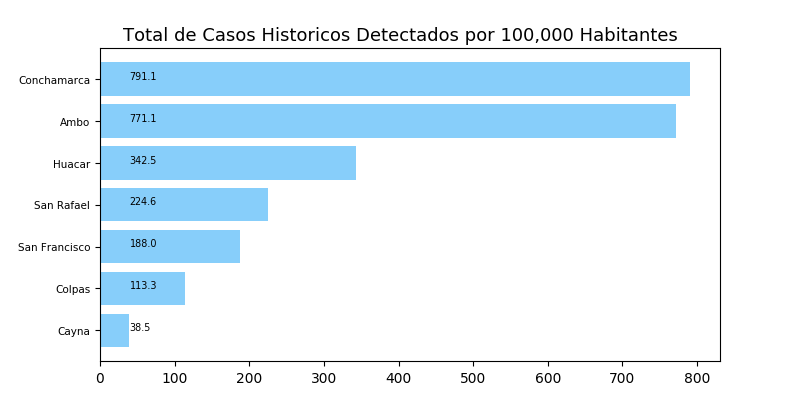 Total de Casos Historicos Detectados por 100,000 Habitantes
Conchamarca 791.1
Ambo 771.1
Huacar 342.5
San Rafael 224.6
San Francisco 188.0
Colpas 113.3
Cayna 38.5
0 100 200 300 400 500 600 700 800